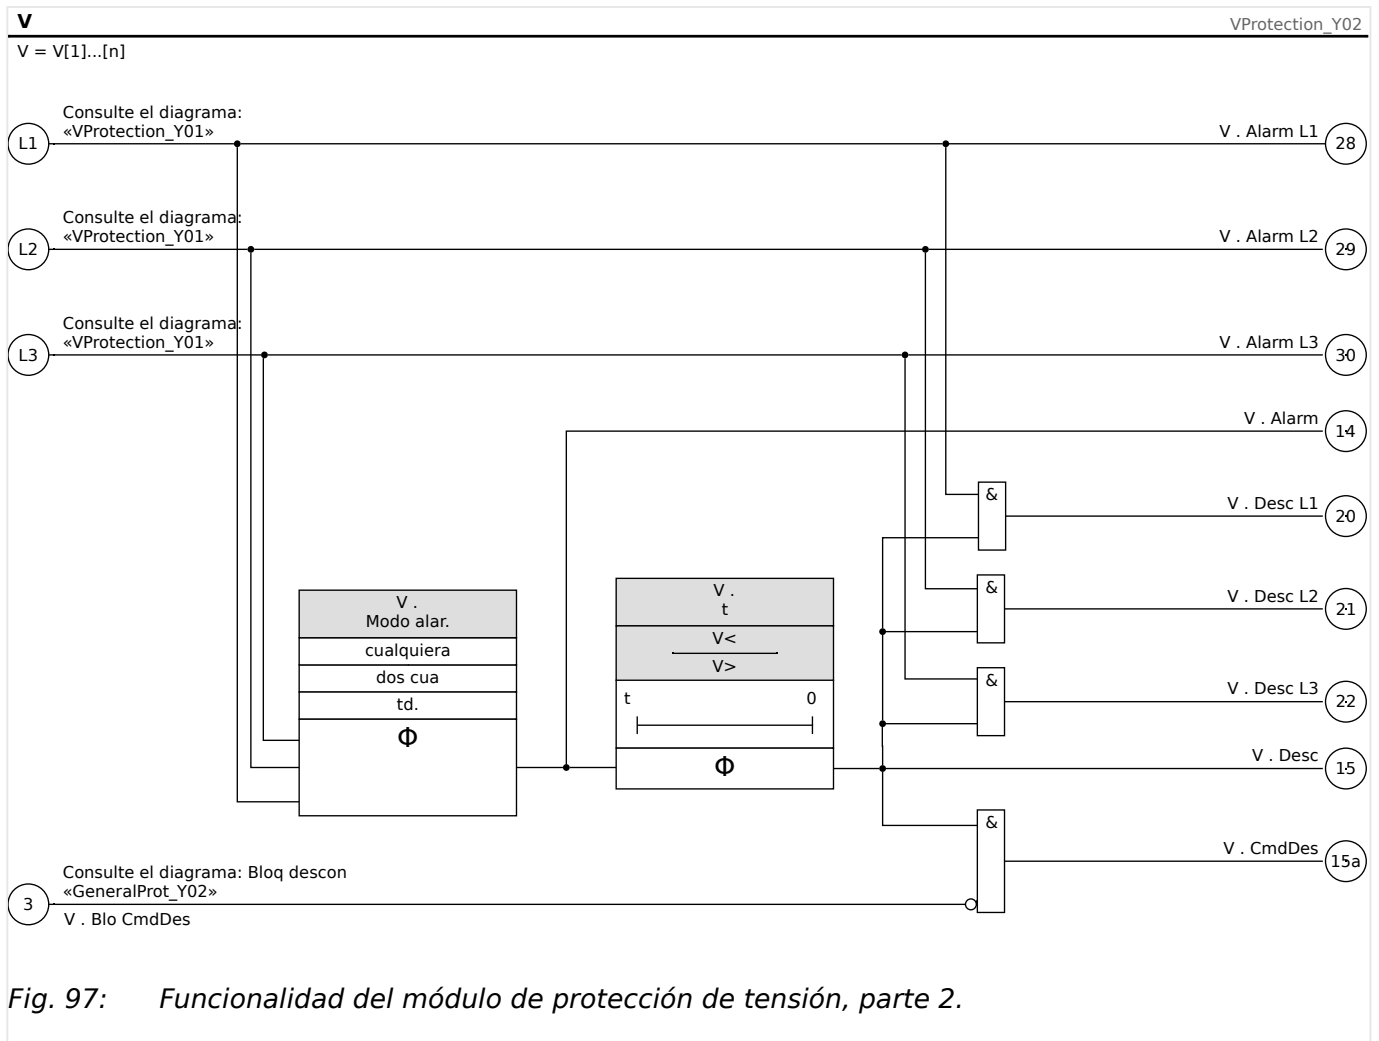 V
VProtection_Y02
V = V[1]...[n]
Consulte el diagrama:
«VProtection_Y01»
L1
V . Alarm L1
28
Consulte el diagrama:
«VProtection_Y01»
L2
V . Alarm L2
29
Consulte el diagrama:
«VProtection_Y01»
L3
V . Alarm L3
30
V . Alarm
14
&
V . Desc L1
20
&
V . Desc L2
21
&
V . Desc L3
22
V .
Modo alar.
cualquiera
dos cua
td.
Φ
V .
t
V<
V>
t 0
Φ
V . Desc
15
&
V . CmdDes
15a
Consulte el diagrama: Bloq descon
«GeneralProt_Y02»
3
V . Blo CmdDes
Fig. 97: Funcionalidad del módulo de protección de tensión, parte 2.